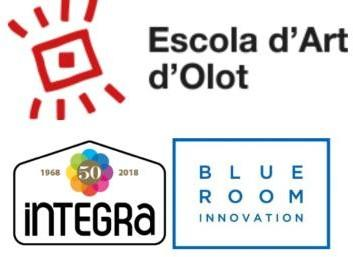 Escola d'Art
d'Olot
1968 50 2018
iNTEGRa
BLUE
ROOM
INNOVATION